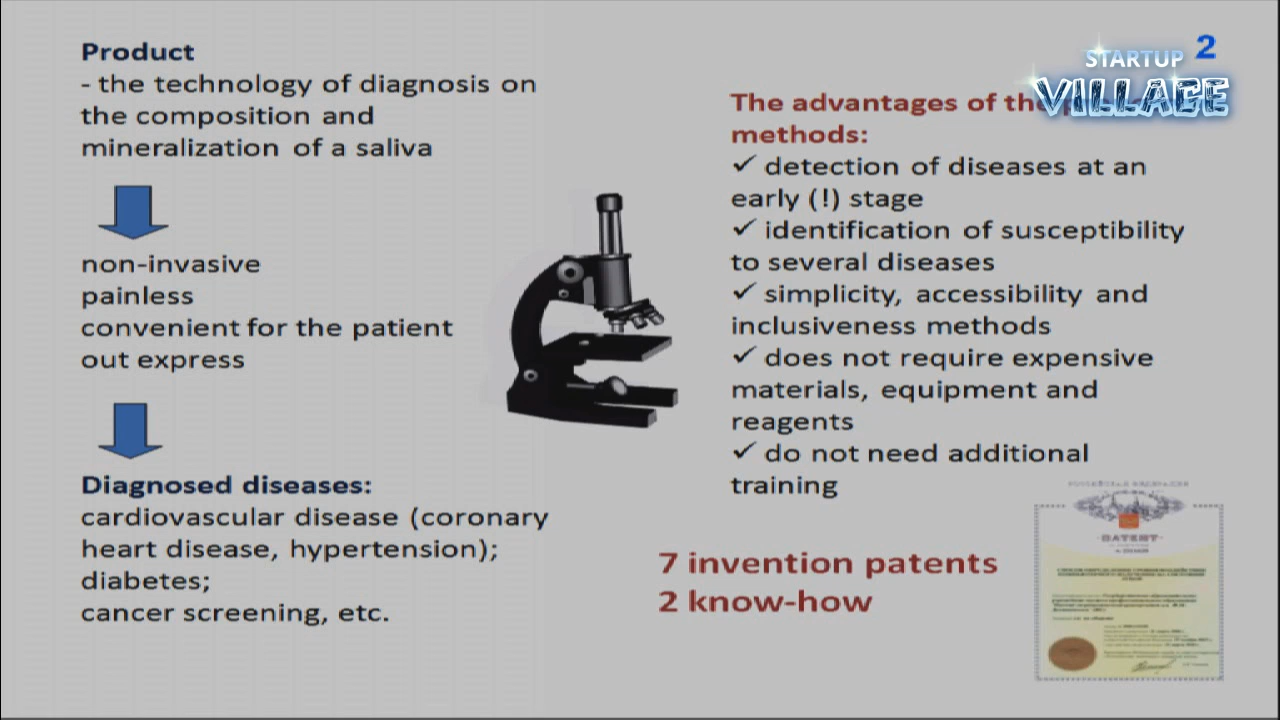 Product
- the technology of diagnosis on
the composition and
mineralization of a saliva
non-invasive
painless
convenient for the patient
out express
Diagnosed diseases:
cardiovascular disease (coronary
heart disease, hypertension);
diabetes;
cancer screening, etc.
STARTUP 2
VILLAGE
The advantages of the
methods:
✓ detection of diseases at an
early (!) stage
✓ identification of susceptibility
to several diseases
✓ simplicity, accessibility and
inclusiveness methods
✓ does not require expensive
materials, equipment and
reagents
✓ do not need additional
training
7 invention patents
2 know-how